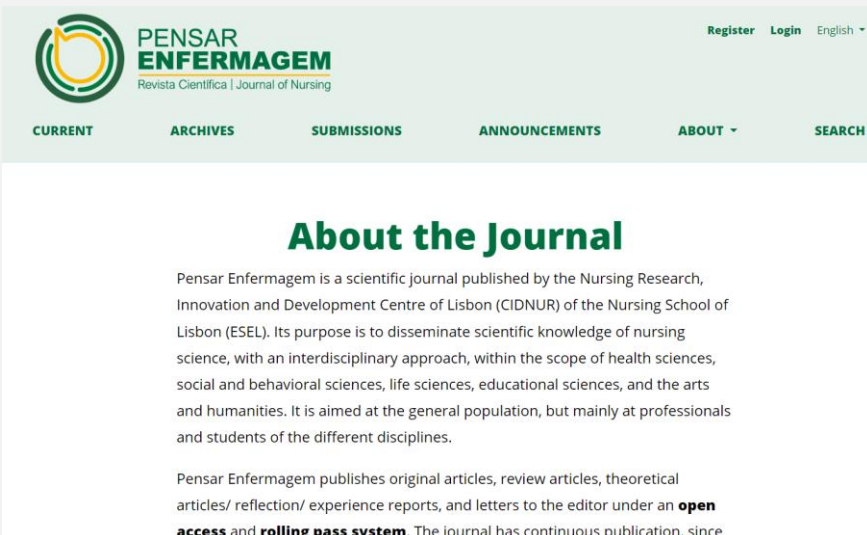 PENSAR
ENFERMAGEM
Revista Científica | Journal of Nursing
Register Login English
CURRENT ARCHIVES SUBMISSIONS ANNOUNCEMENTS ABOUT SEARCH
About the Journal
Pensar Enfermagem is a scientific journal published by the Nursing Research,
Innovation and Development Centre of Lisbon (CIDNUR) of the Nursing School of
Lisbon (ESEL). Its purpose is to disseminate scientific knowledge of nursing
science, with an interdisciplinary approach, within the scope of health sciences,
social and behavioral sciences, life sciences, educational sciences, and the arts
and humanities. It is aimed at the general population, but mainly at professionals
and students of the different disciplines.
Pensar Enfermagem publishes original articles, review articles, theoretical
articles/ reflection/ experience reports, and letters to the editor under an open
access and rolling pass system. The journal has continuous publication, since